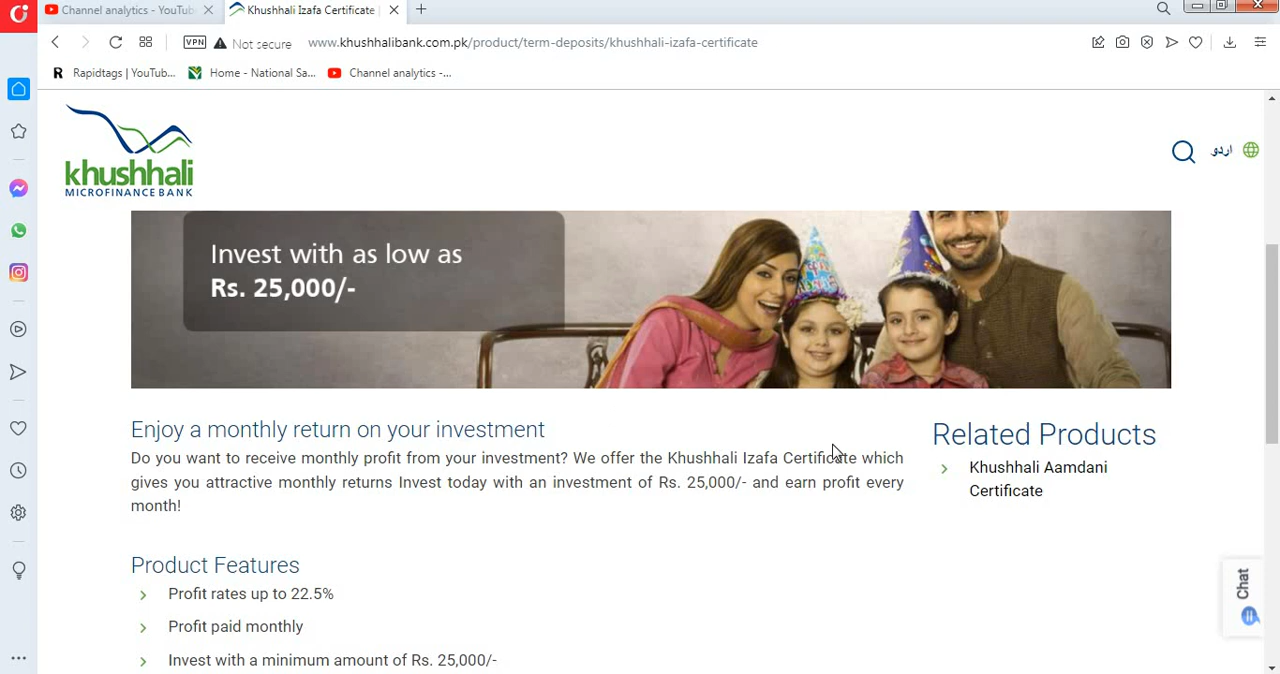 Channel analytics - YouTub
Khushhali Izafa Certificate |
VPN
Not secure
www.khushhalibank.com.pk/product/term-deposits/khushhali-izafa-certificate
R Rapidtags | YouTub...
Home - National Sa...
Channel analytics -...
khushhali
MICROFINANCE BANK
اردو
Invest with as low as
Rs. 25,000/-
Enjoy a monthly return on your investment
Do you want to receive monthly profit from your investment? We offer the Khushhali Izafa Certificate which
gives you attractive monthly returns Invest today with an investment of Rs. 25,000/- and earn profit every
month!
Related Products
Khushhali Aamdani
Certificate
Product Features
Profit rates up to 22.5%
Profit paid monthly
Invest with a minimum amount of Rs. 25,000/-
Chat